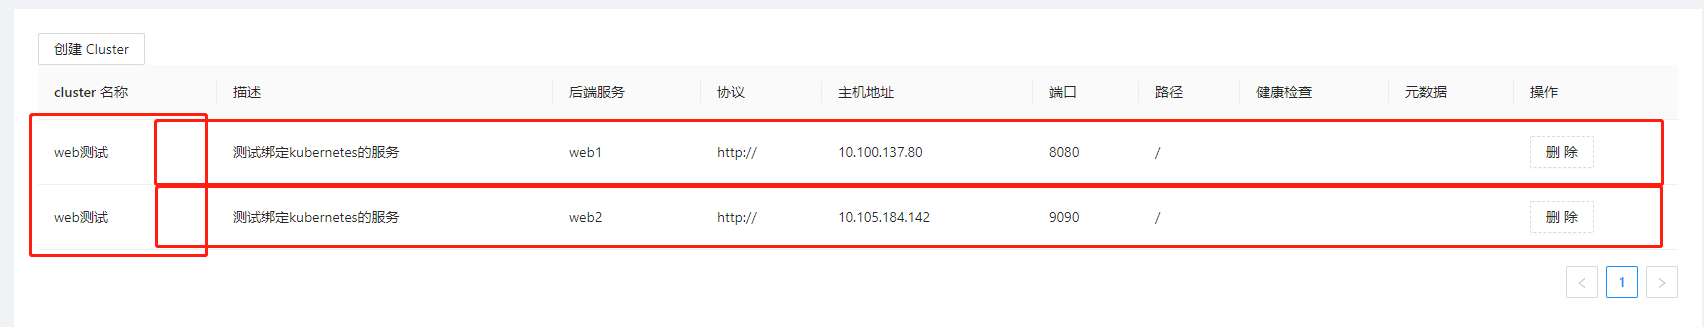 创建 Cluster
cluster 名称 描述 后端服务 协议 主机地址 端口 路径 健康检查 元数据 操作
web测试 测试绑定kubernetes的服务 web1 http:// 10.100.137.80 8080 / 删 除
web测试 测试绑定kubernetes的服务 web2 http:// 10.105.184.142 9090 / 删 除
< 1 >